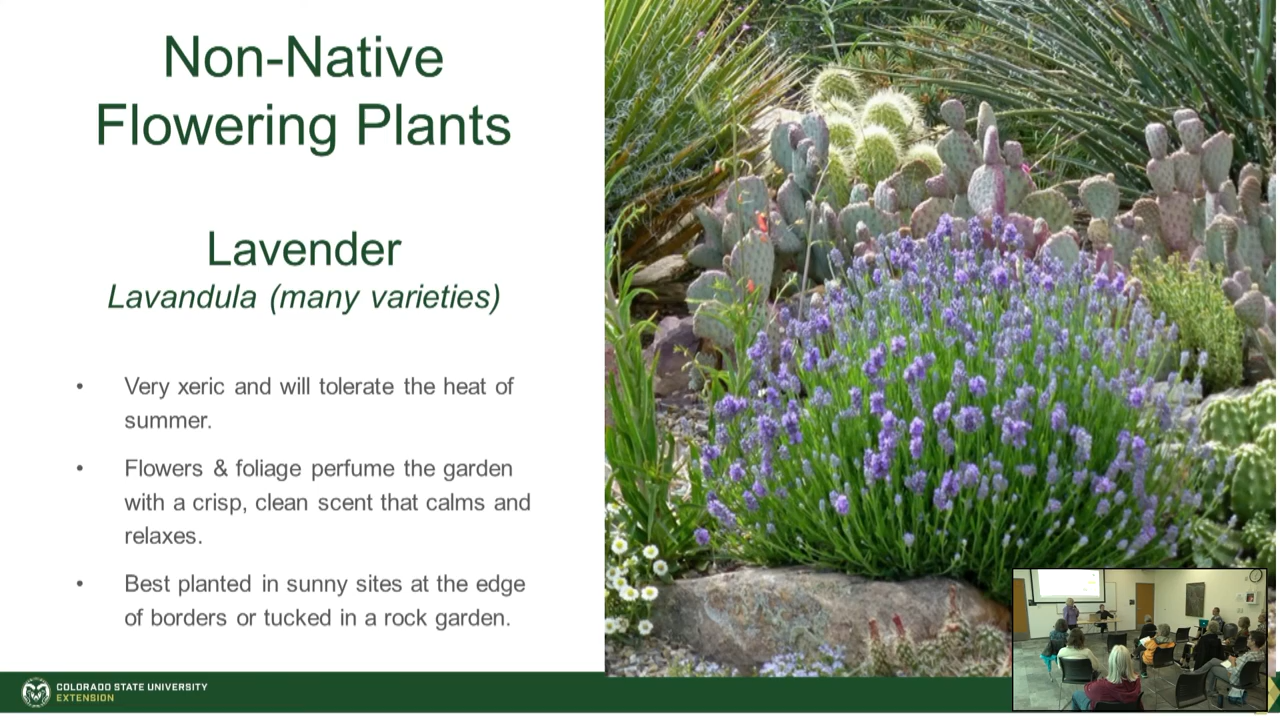 Non-Native
Flowering Plants
Lavender
Lavandula (many varieties)
• Very xeric and will tolerate the heat of
summer.
• Flowers & foliage perfume the garden
with a crisp, clean scent that calms and
relaxes.
• Best planted in sunny sites at the edge
of borders or tucked in a rock garden.
COLORADO STATE UNIVERSITY
EXTENSION